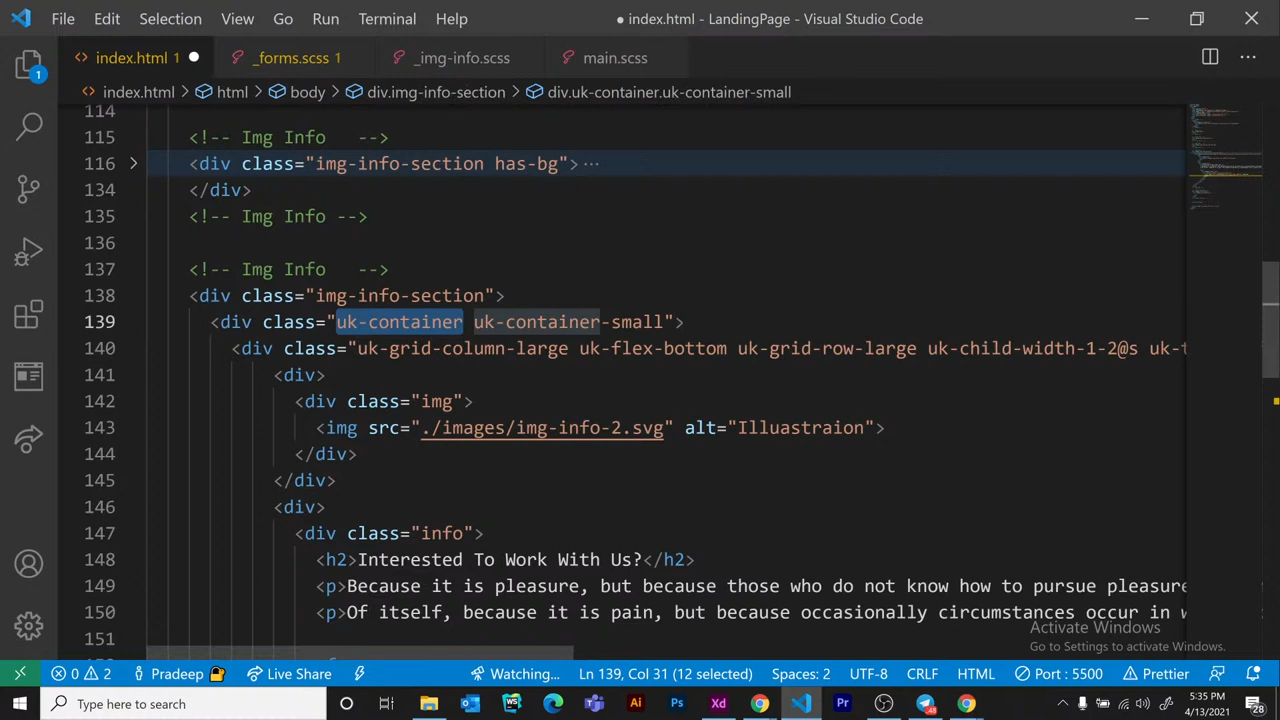 File Edit Selection View Go Run Terminal Help ● index.html - LandingPage - Visual Studio Code
index.html 1 _forms.scss 1 _img-info.scss main.scss
index.html > html > body > div.img-info-section > div.uk-container.uk-container-small
1
114
115 <!-- Img Info   -->
116 <div class="img-info-section has-bg"> ···
134 </div>
135 <!-- Img Info -->
136
137 <!-- Img Info   -->
138 <div class="img-info-section">
139 <div class="uk-container uk-container-small">
140 <div class="uk-grid-column-large uk-flex-bottom uk-grid-row-large uk-child-width-1-2@s uk-
141 <div>
142 <div class="img">
143 <img src="./images/img-info-2.svg" alt="Illuastraion">
144 </div>
145 </div>
146 <div>
147 <div class="info">
148 <h2>Interested To Work With Us?</h2>
149 <p>Because it is pleasure, but because those who do not know how to pursue pleasure
150 <p>Of itself, because it is pain, but because occasionally circumstances occur in
151
Activate Windows
Go to Settings to activate Windows.
0 2 Pradeep Live Share Watching... Ln 139, Col 31 (12 selected) Spaces: 2 UTF-8 CRLF HTML Port : 5500 Prettier
Type here to search
Ai Ps Xd Pr 48
5:35 PM
4/13/2021
28